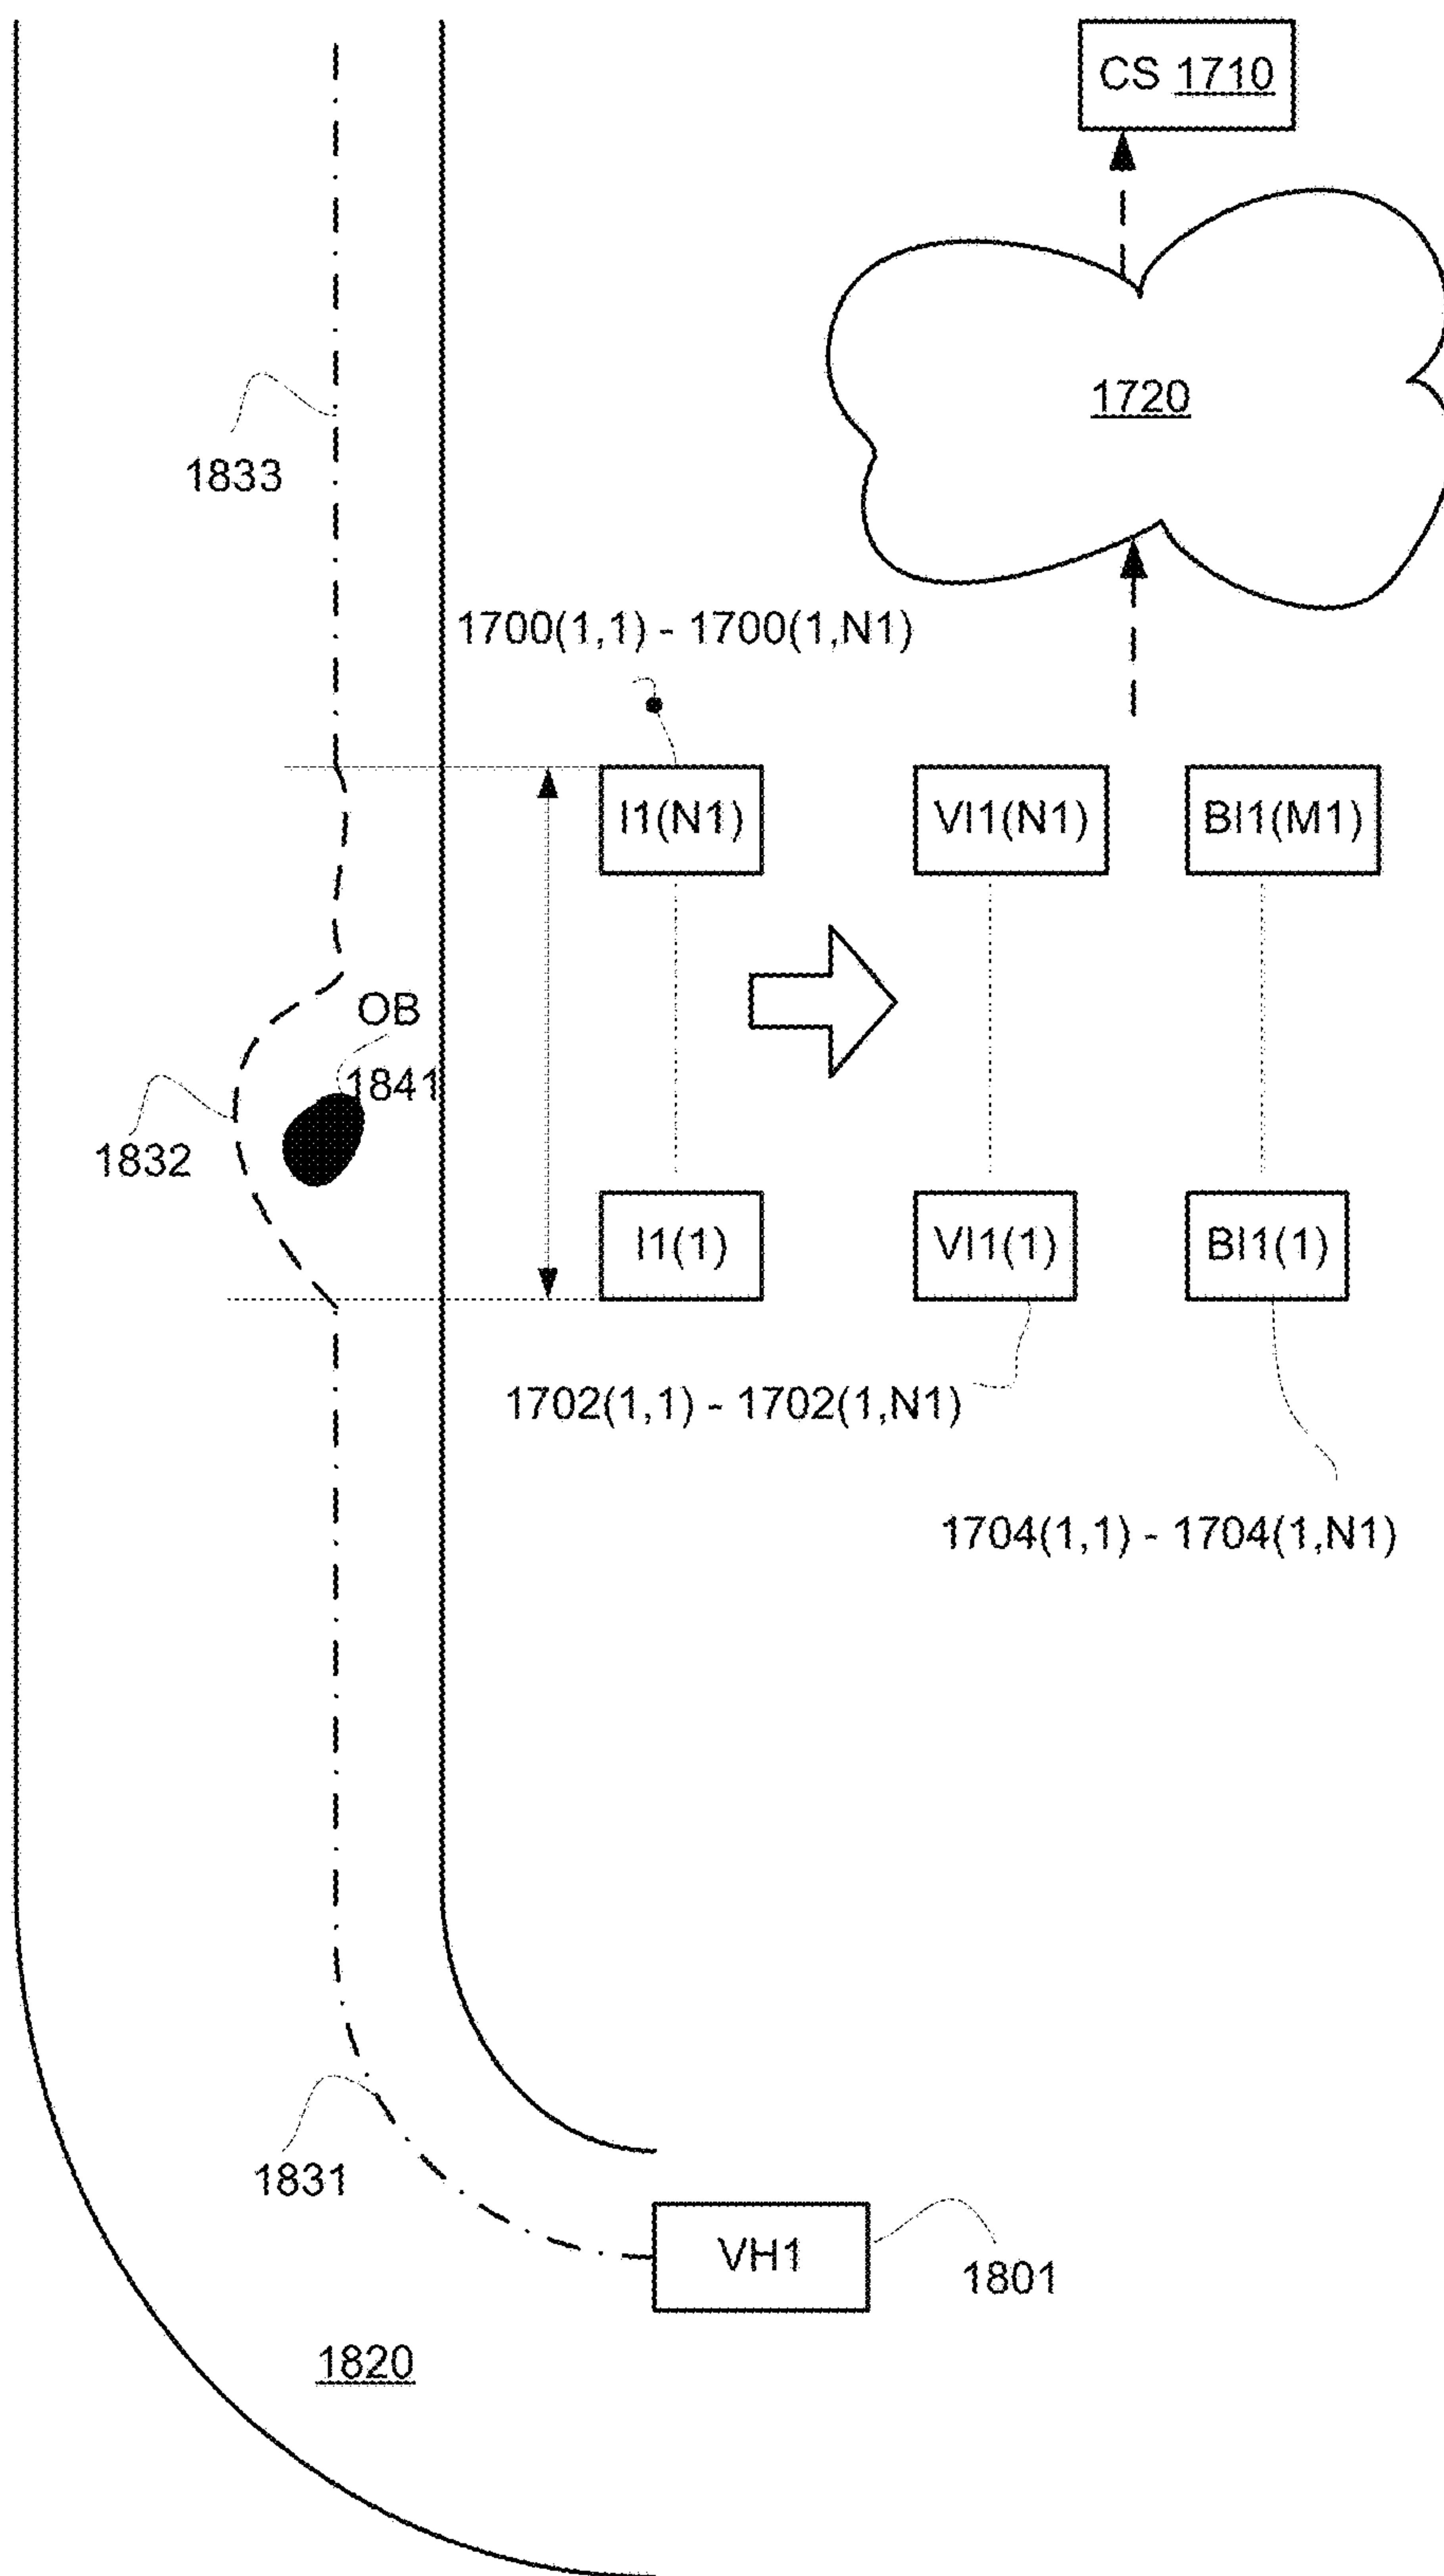 CS 1710
1720
1833
1700(1,1) - 1700(1,N1)
I1(N1)
VI1(N1)
BI1(M1)
OB
1841
1832
I1(1)
VI1(1)
BI1(1)
1702(1,1) - 1702(1,N1)
1704(1,1) - 1704(1,N1)
1831
VH1
1801
1820